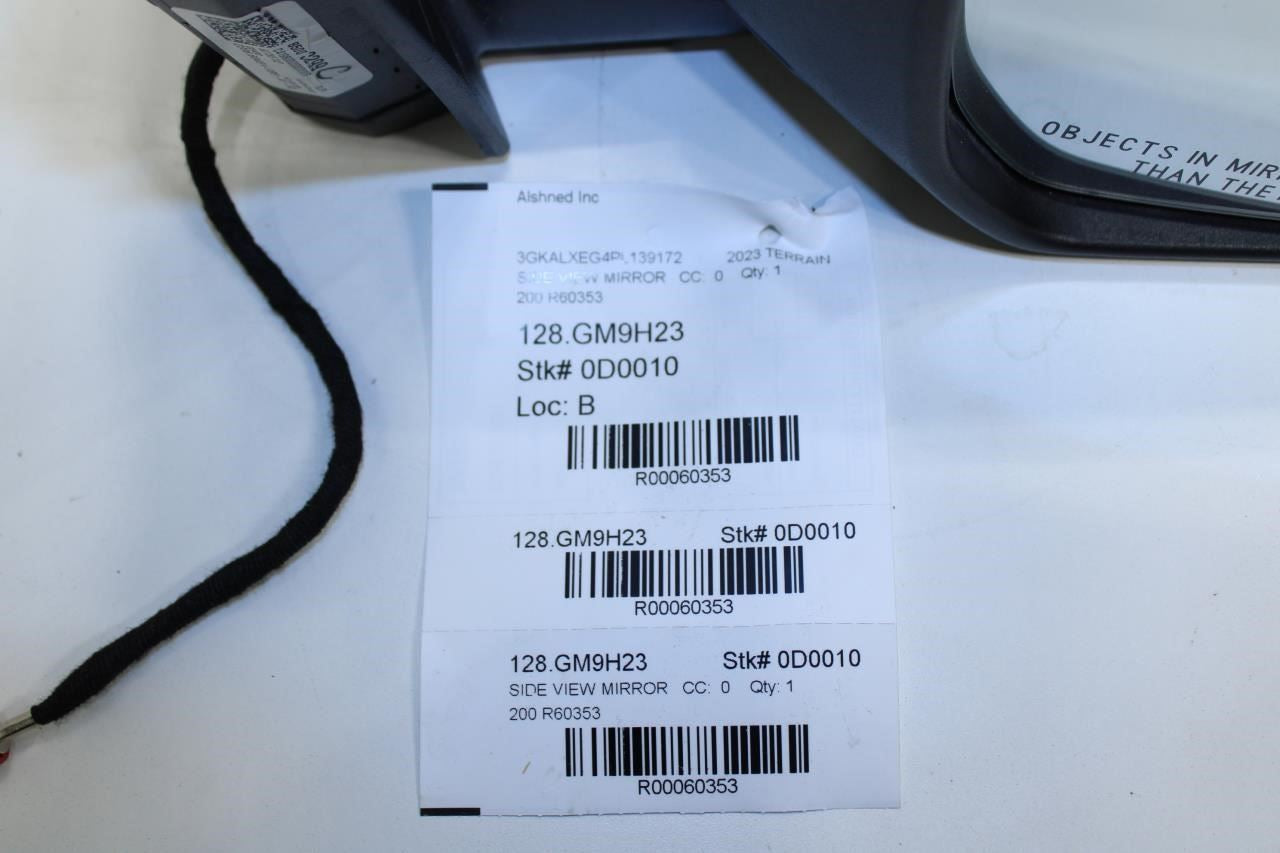 3299 C
OBJECTS IN MIR
THAN THE
Alshned Inc
3GKALXEG4PL139172 2023 TERRAIN
SIDE VIEW MIRROR CC: 0 Qty: 1
200 R60353
128.GM9H23
Stk# 0D0010
Loc: B
R00060353
128.GM9H23 Stk# 0D0010
R00060353
128.GM9H23 Stk# 0D0010
SIDE VIEW MIRROR CC: 0 Qty: 1
200 R60353
R00060353